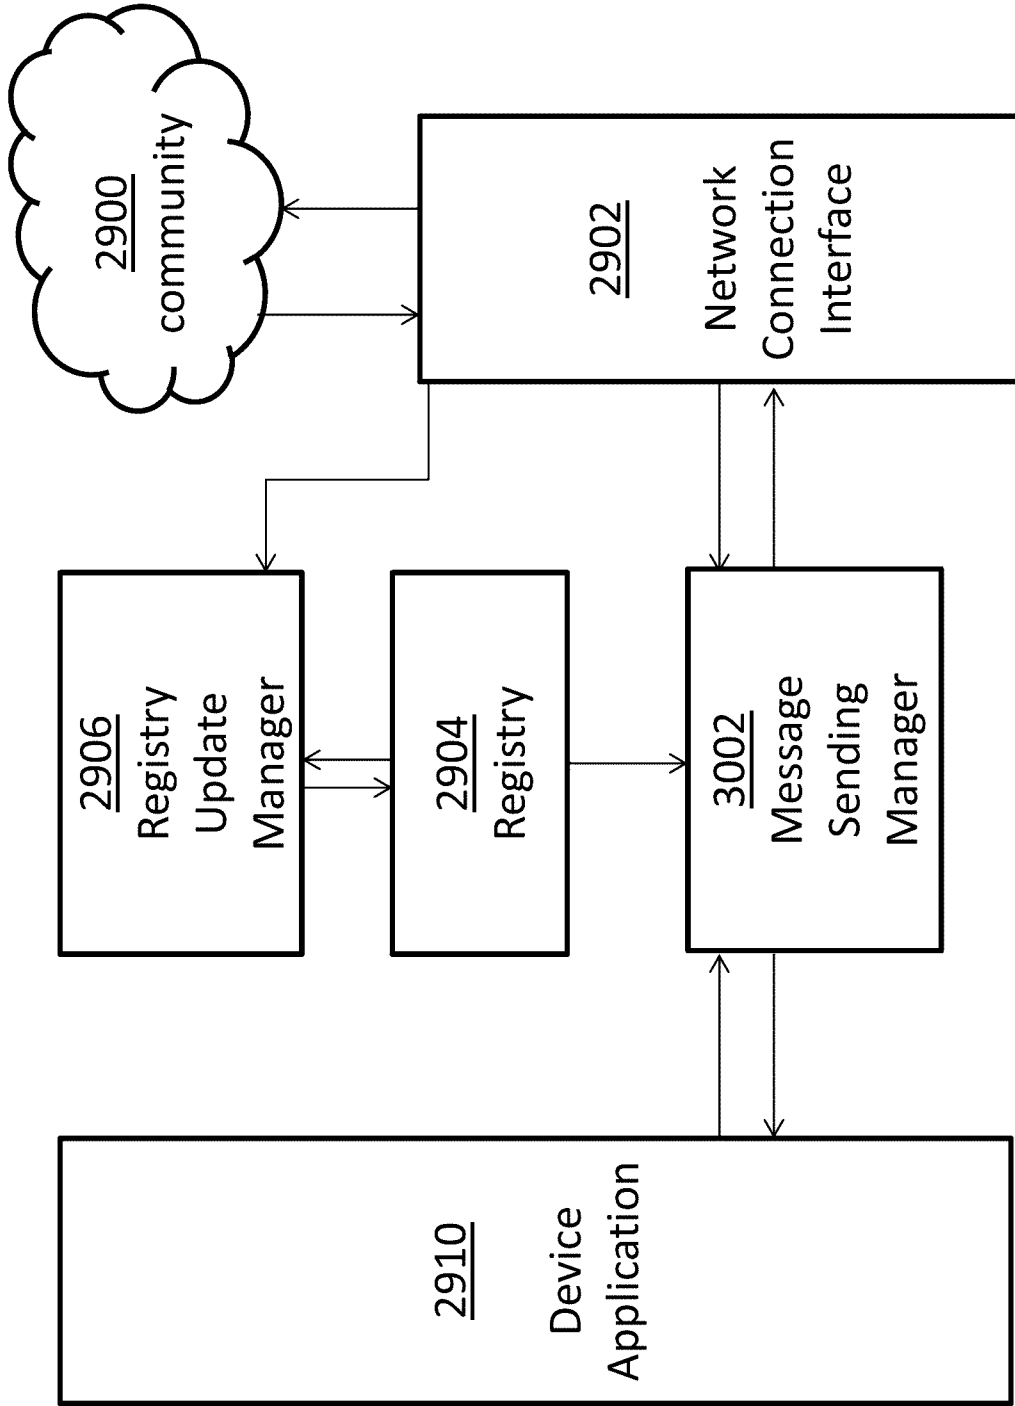 2900
community
2902
Network
Connection
Interface
2906
Registry
Update
Manager
2904
Registry
3002
Message
Sending
Manager
2910
Device
Application